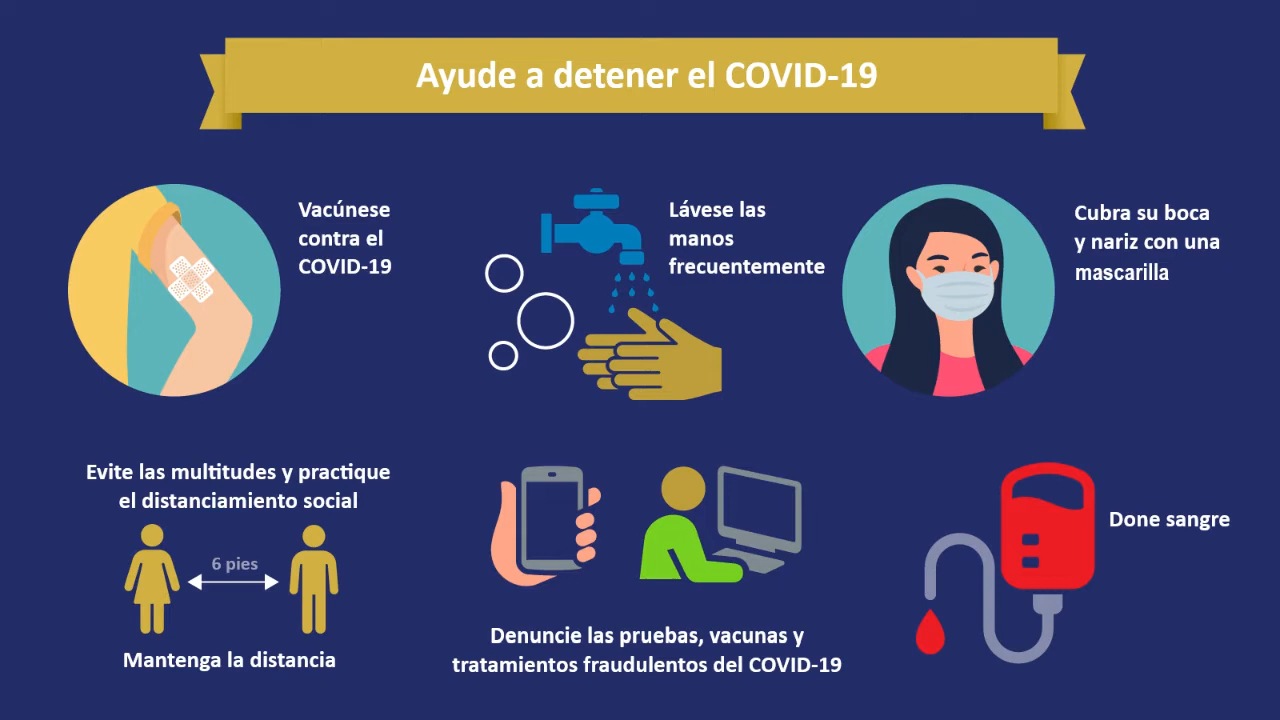 Ayude a detener el COVID-19
Vacúnese
contra el
COVID-19
Lávese las
manos
frecuentemente
Cubra su boca
y nariz con una
mascarilla
Evite las multitudes y practique
el distanciamiento social
6 pies
Mantenga la distancia
Denuncie las pruebas, vacunas y
tratamientos fraudulentos del COVID-19
Done sangre